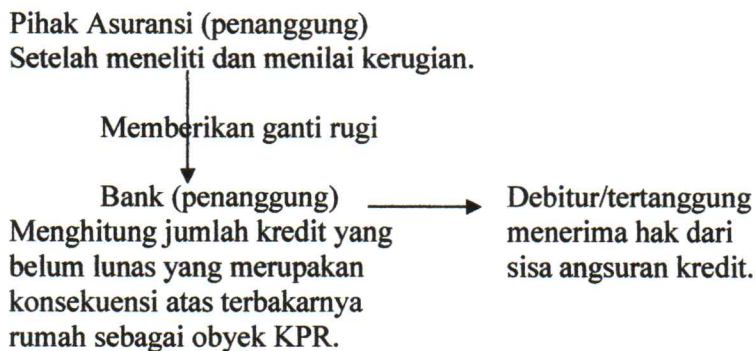 Pihak Asuransi (penanggung)
Setelah meneliti dan menilai kerugian.
Memberikan ganti rugi
Bank (penanggung)
Menghitung jumlah kredit yang
belum lunas yang merupakan
konsekuensi atas terbakarnya
rumah sebagai obyek KPR.
Debitur/tertanggung
menerima hak dari
sisa angsuran kredit.